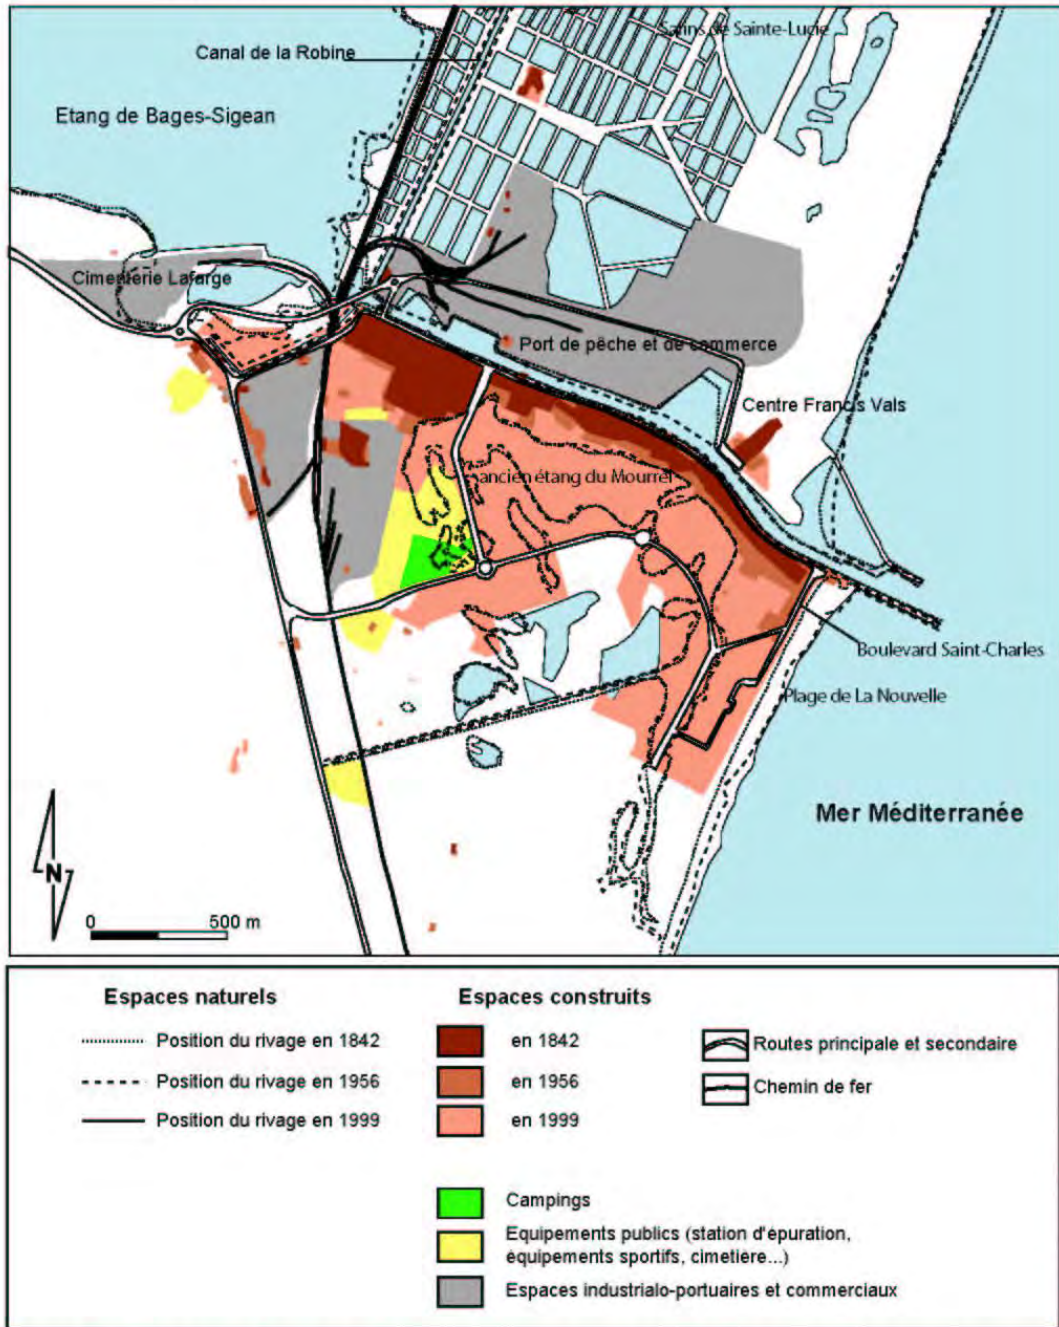 Salins de Sainte-Lucie
Canal de la Robine
Etang de Bages-Sigean
Cimenterie Lafarge
Port de pêche et de commerce
Centre Francis Vals
ancien étang du Mourrel
Boulevard Saint-Charles
Plage de La Nouvelle
Mer Méditerranée
N
0 500 m
Espaces naturels
Position du rivage en 1842
Position du rivage en 1956
Position du rivage en 1999
Espaces construits
en 1842
en 1956
en 1999
Routes principale et secondaire
Chemin de fer
Campings
Equipements publics (station d'épuration,
équipements sportifs, cimetière...)
Espaces industrialo-portuaires et commerciaux